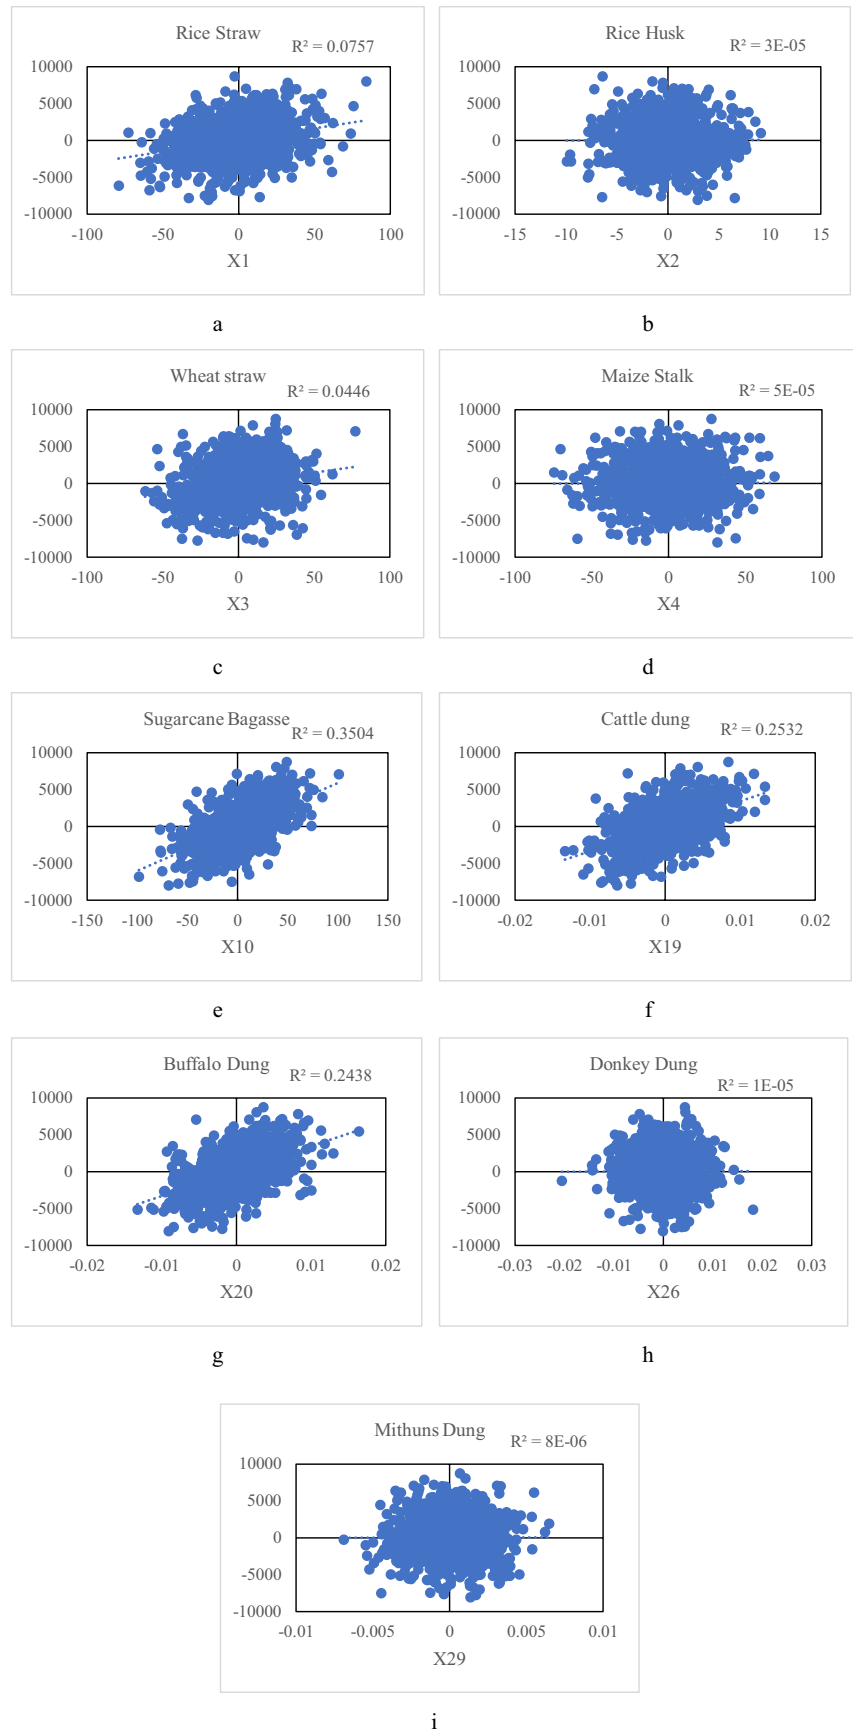 Rice Straw
R² = 0.0757
10000
5000
0
-5000
-10000
-100 -50 0 50 100
X1
a
Rice Husk
R² = 3E-05
10000
5000
0
-5000
-10000
-15 -10 -5 0 5 10 15
X2
b
Wheat straw
R² = 0.0446
10000
5000
0
-5000
-10000
-100 -50 0 50 100
X3
c
Maize Stalk
R² = 5E-05
10000
5000
0
-5000
-10000
-100 -50 0 50 100
X4
d
Sugarcane Bagasse
R² = 0.3504
10000
5000
0
-5000
-10000
-150 -100 -50 0 50 100 150
X10
e
Cattle dung
R² = 0.2532
10000
5000
0
-5000
-10000
-0.02 -0.01 0 0.01 0.02
X19
f
Buffalo Dung
R² = 0.2438
10000
5000
0
-5000
-10000
-0.02 -0.01 0 0.01 0.02
X20
g
Donkey Dung
R² = 1E-05
10000
5000
0
-5000
-10000
-0.03 -0.02 -0.01 0 0.01 0.02 0.03
X26
h
Mithuns Dung
R² = 8E-06
10000
5000
0
-5000
-10000
-0.01 -0.005 0 0.005 0.01
X29
i